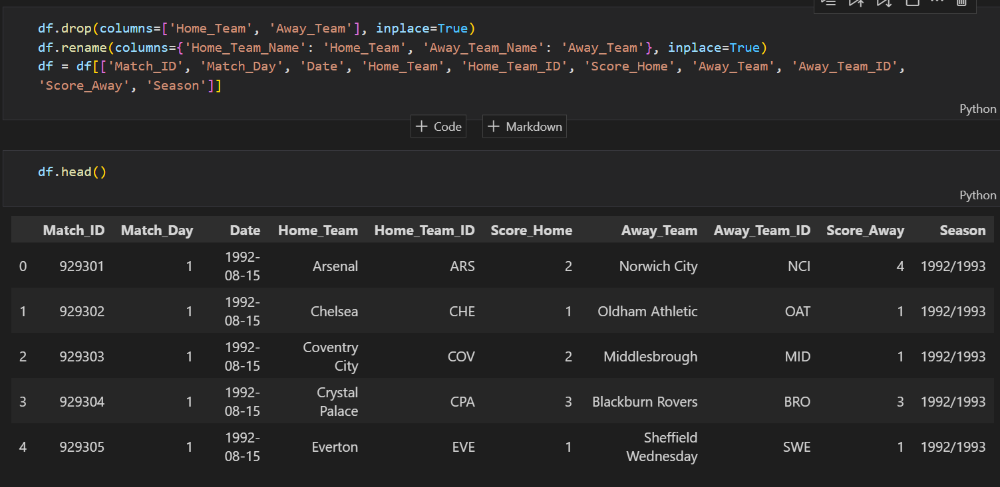 df.drop(columns=['Home_Team', 'Away_Team'], inplace=True)
df.rename(columns={'Home_Team_Name': 'Home_Team', 'Away_Team_Name': 'Away_Team'}, inplace=True)
df = df[['Match_ID', 'Match_Day', 'Date', 'Home_Team', 'Home_Team_ID', 'Score_Home', 'Away_Team', 'Away_Team_ID',
'Score_Away', 'Season']]
Python
+ Code + Markdown
df.head()
Python
Match_ID Match_Day Date Home_Team Home_Team_ID Score_Home Away_Team Away_Team_ID Score_Away Season
0 929301 1 1992-08-15 Arsenal ARS 2 Norwich City NCI 4 1992/1993
1 929302 1 1992-08-15 Chelsea CHE 1 Oldham Athletic OAT 1 1992/1993
2 929303 1 1992-08-15 Coventry City COV 2 Middlesbrough MID 1 1992/1993
3 929304 1 1992-08-15 Crystal Palace CPA 3 Blackburn Rovers BRO 3 1992/1993
4 929305 1 1992-08-15 Everton EVE 1 Sheffield Wednesday SWE 1 1992/1993